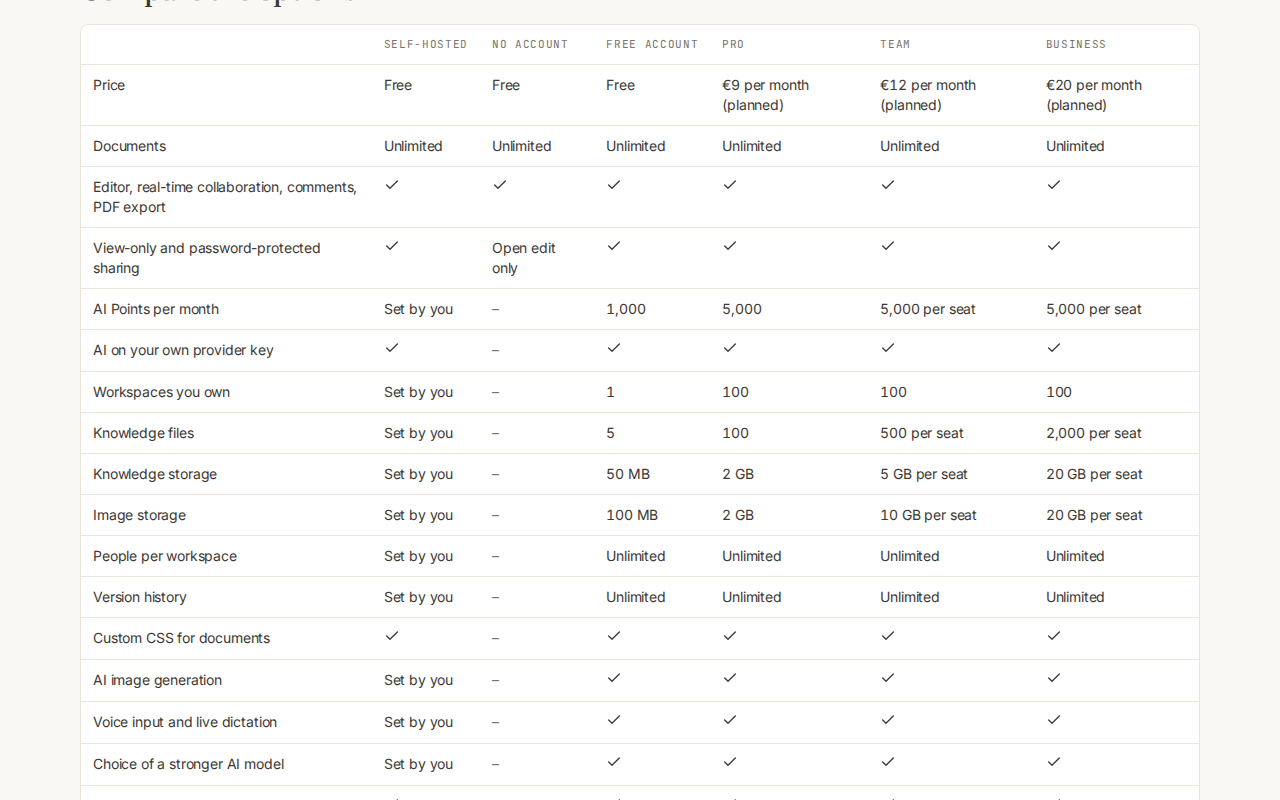 SELF-HOSTED NO ACCOUNT FREE ACCOUNT PRO TEAM BUSINESS
Price Free Free Free €9 per month (planned) €12 per month (planned) €20 per month (planned)
Documents Unlimited Unlimited Unlimited Unlimited Unlimited Unlimited
Editor, real-time collaboration, comments, PDF export ✓ ✓ ✓ ✓ ✓ ✓
View-only and password-protected sharing ✓ Open edit only ✓ ✓ ✓ ✓
AI Points per month Set by you – 1,000 5,000 5,000 per seat 5,000 per seat
AI on your own provider key ✓ – ✓ ✓ ✓ ✓
Workspaces you own Set by you – 1 100 100 100
Knowledge files Set by you – 5 100 500 per seat 2,000 per seat
Knowledge storage Set by you – 50 MB 2 GB 5 GB per seat 20 GB per seat
Image storage Set by you – 100 MB 2 GB 10 GB per seat 20 GB per seat
People per workspace Set by you – Unlimited Unlimited Unlimited Unlimited
Version history Set by you – Unlimited Unlimited Unlimited Unlimited
Custom CSS for documents ✓ – ✓ ✓ ✓ ✓
AI image generation Set by you – ✓ ✓ ✓ ✓
Voice input and live dictation Set by you – ✓ ✓ ✓ ✓
Choice of a stronger AI model Set by you – ✓ ✓ ✓ ✓